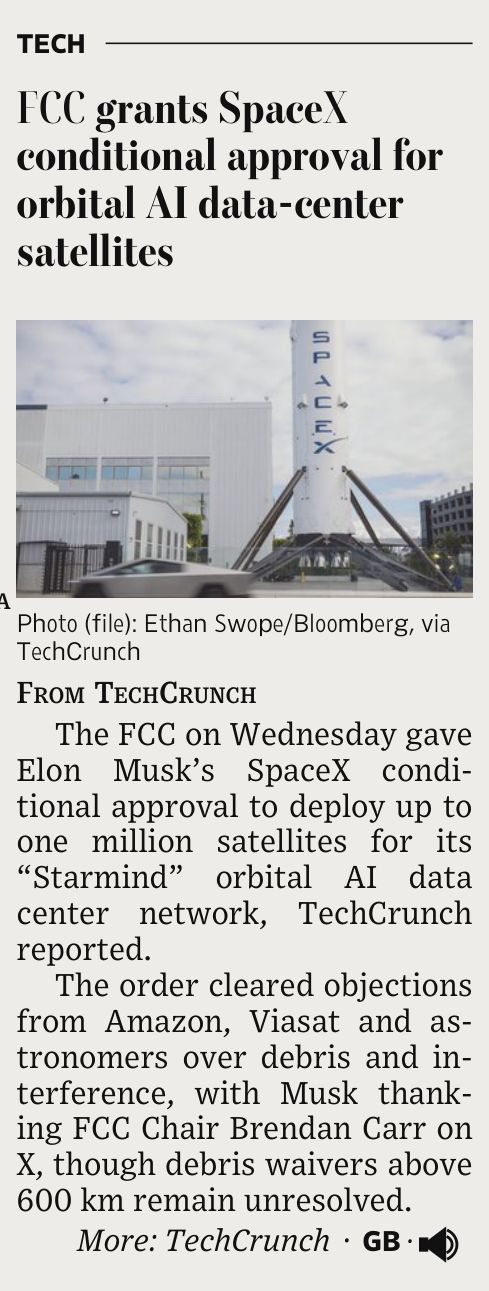 TECH
FCC grants SpaceX
conditional approval for
orbital AI data-center
satellites
SPACEX
A
Photo (file): Ethan Swope/Bloomberg, via
TechCrunch
From TechCrunch
The FCC on Wednesday gave
Elon Musk’s SpaceX condi-
tional approval to deploy up to
one million satellites for its
“Starmind” orbital AI data
center network, TechCrunch
reported.
The order cleared objections
from Amazon, Viasat and as-
tronomers over debris and in-
terference, with Musk thank-
ing FCC Chair Brendan Carr on
X, though debris waivers above
600 km remain unresolved.
More: TechCrunch · GB ·